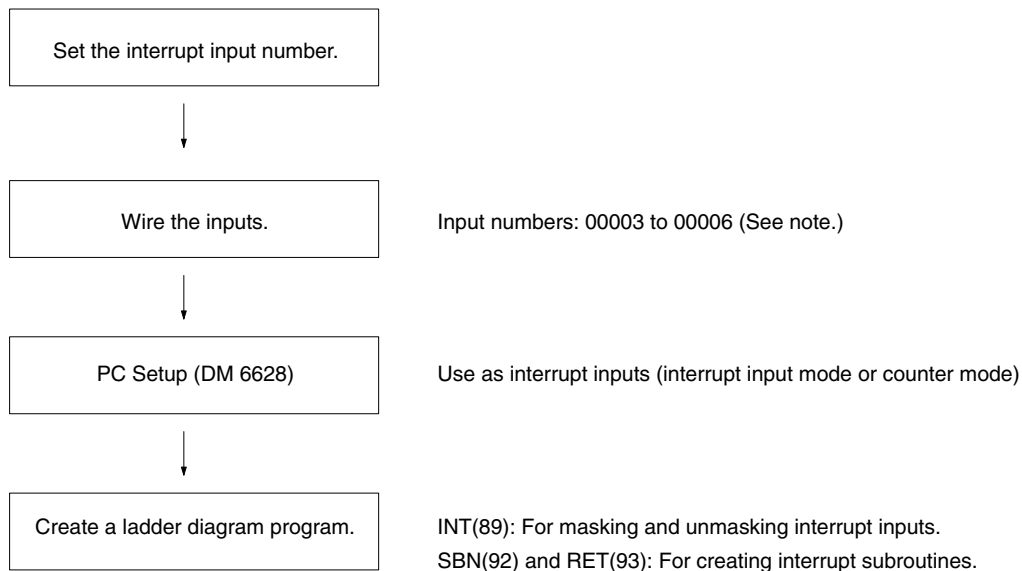 Set the interrupt input number.
Wire the inputs.
Input numbers: 00003 to 00006 (See note.)
PC Setup (DM 6628)
Use as interrupt inputs (interrupt input mode or counter mode)
Create a ladder diagram program.
INT(89): For masking and unmasking interrupt inputs.
SBN(92) and RET(93): For creating interrupt subroutines.